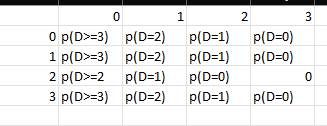 0 1 2 3
0 p(D>=3) p(D=2) p(D=1) p(D=0)
1 p(D>=3) p(D=2) p(D=1) p(D=0)
2 p(D>=2 p(D=1) p(D=0) 0
3 p(D>=3) p(D=2) p(D=1) p(D=0)